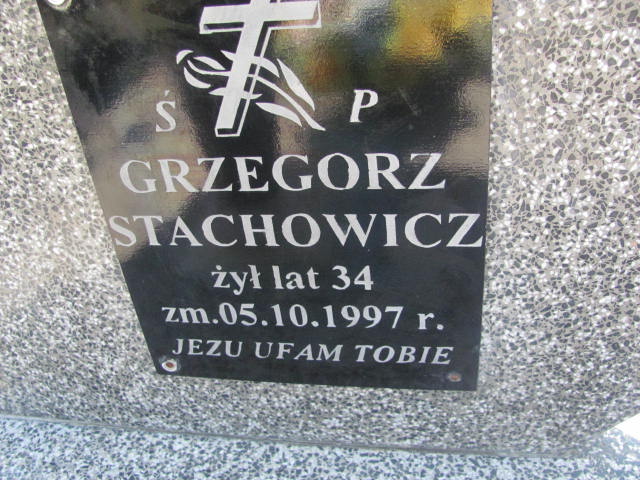 Ś P
GRZEGORZ
STACHOWICZ
żył lat 34
zm.05.10.1997 r.
JEZU UFAM TOBIE